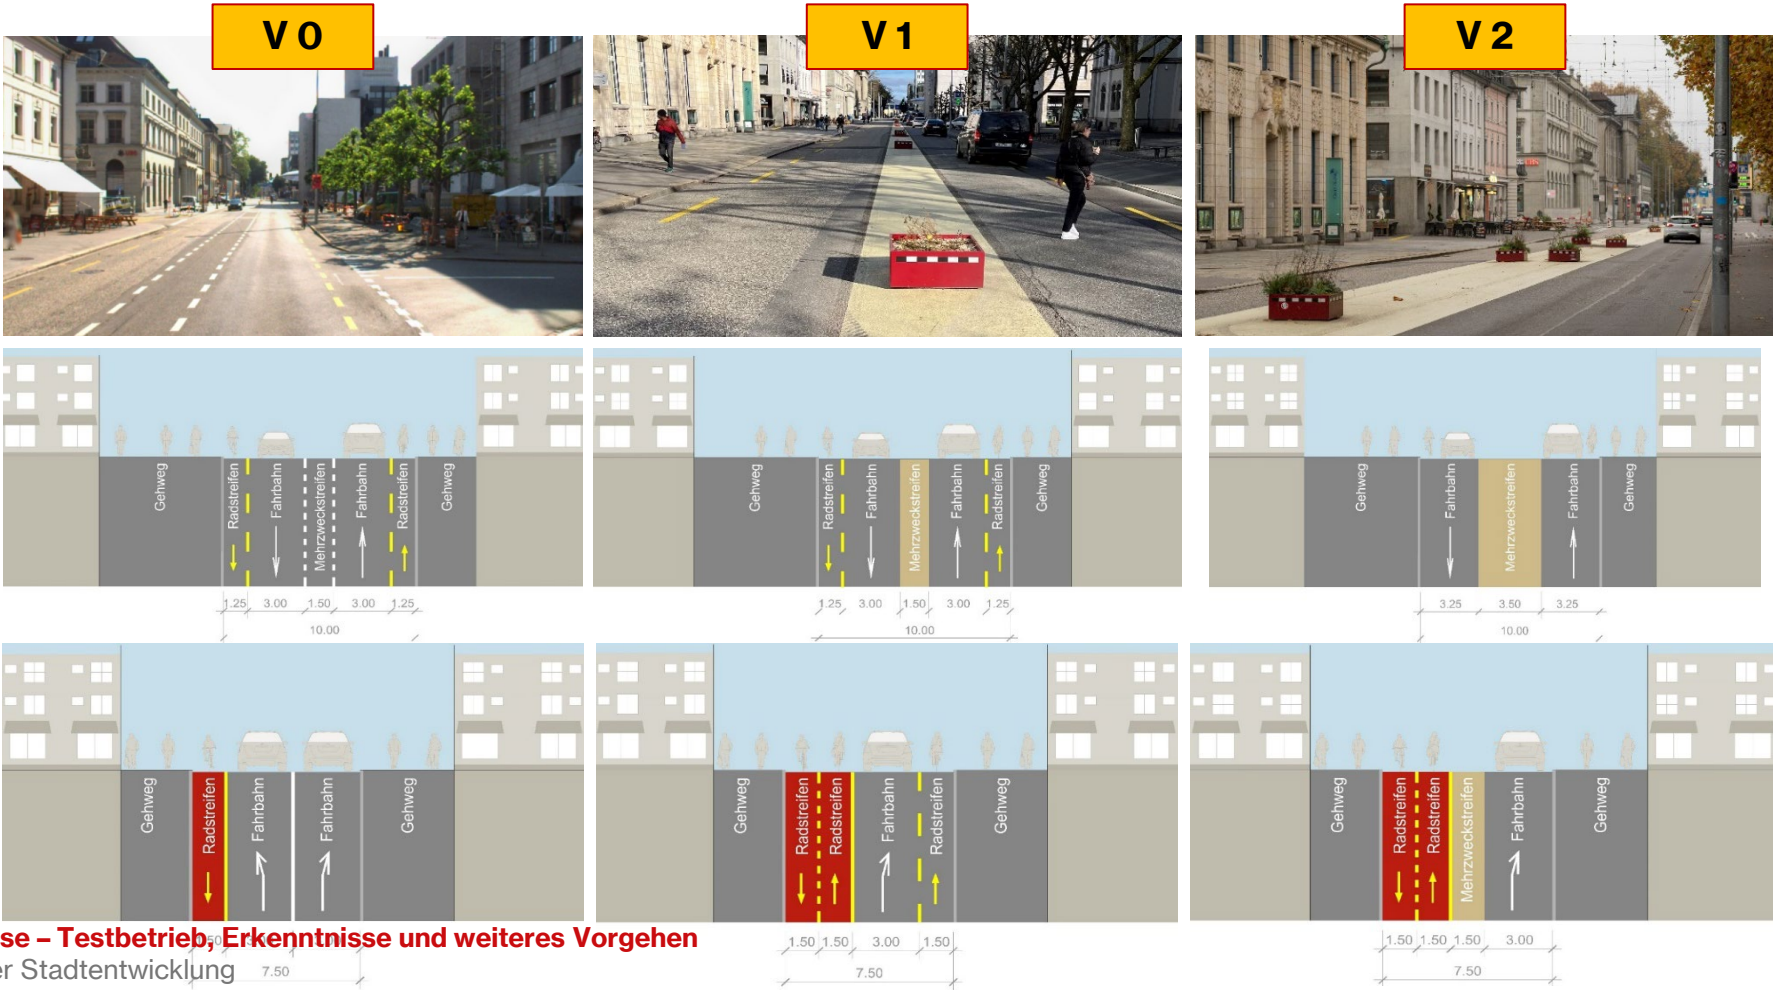 V 0
V 1
V 2
Gehweg
Radstreifen
Fahrbahn
Mehrzweckstreifen
Fahrbahn
Radstreifen
Gehweg
1.25 3.00 1.50 3.00 1.25
10.00
Gehweg
Radstreifen
Fahrbahn
Mehrzweckstreifen
Fahrbahn
Radstreifen
Gehweg
1.25 3.00 1.50 3.00 1.25
10.00
Gehweg
Fahrbahn
Mehrzweckstreifen
Fahrbahn
Gehweg
3.25 3.50 3.25
10.00
Gehweg
Radstreifen
Fahrbahn
Fahrbahn
Gehweg
7.50
Gehweg
Radstreifen
Radstreifen
Fahrbahn
Radstreifen
Gehweg
1.50 1.50 3.00 1.50
7.50
Gehweg
Radstreifen
Radstreifen
Mehrzweckstreifen
Fahrbahn
Gehweg
1.50 1.50 1.50 3.00
7.50
se – Testbetrieb, Erkenntnisse und weiteres Vorgehen
er Stadtentwicklung